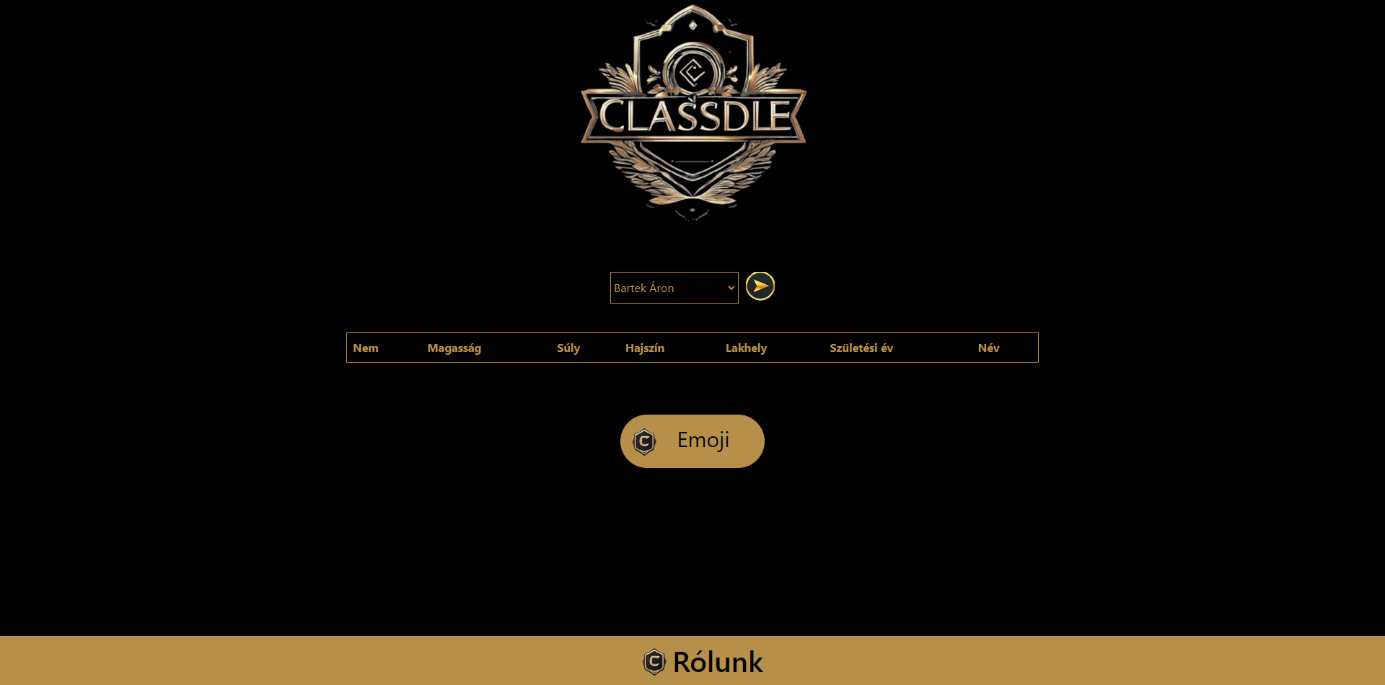 CLASSDLE
Bartek Áron
Nem Magasság Súly Hajszín Lakhely Születési év Név
C Emoji
C Rólunk